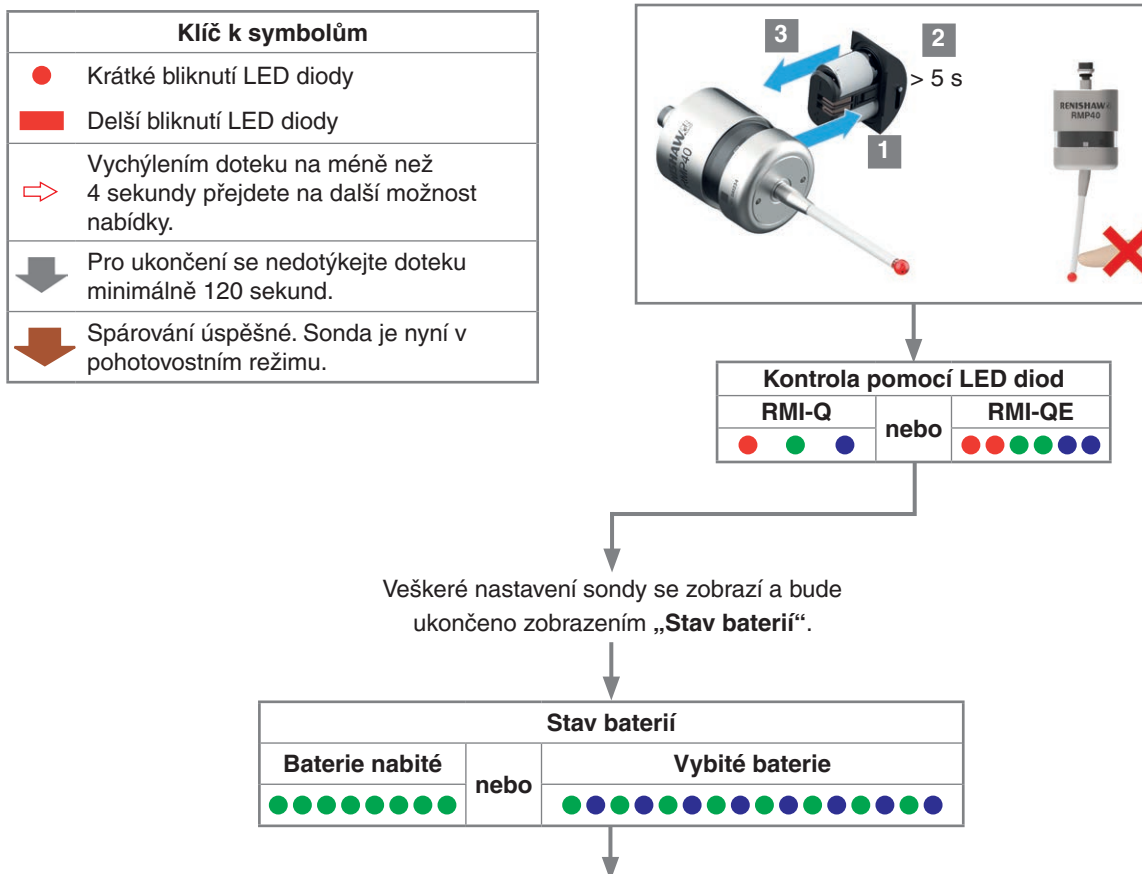 Klíč k symbolům
Krátké bliknutí LED diody
Delší bliknutí LED diody
Vychýlením doteku na méně než
4 sekundy přejdete na další možnost
nabídky.
Pro ukončení se nedotýkejte doteku
minimálně 120 sekund.
Spárování úspěšné. Sonda je nyní v
pohotovostním režimu.
3
2
> 5 s
1
RENISHAW
RMP40
RENISHAW
RMP40
Kontrola pomocí LED diod
RMI-Q
nebo
RMI-QE
Veškeré nastavení sondy se zobrazí a bude
ukončeno zobrazením „Stav baterií“.
Stav baterií
Baterie nabité
nebo
Vybité baterie